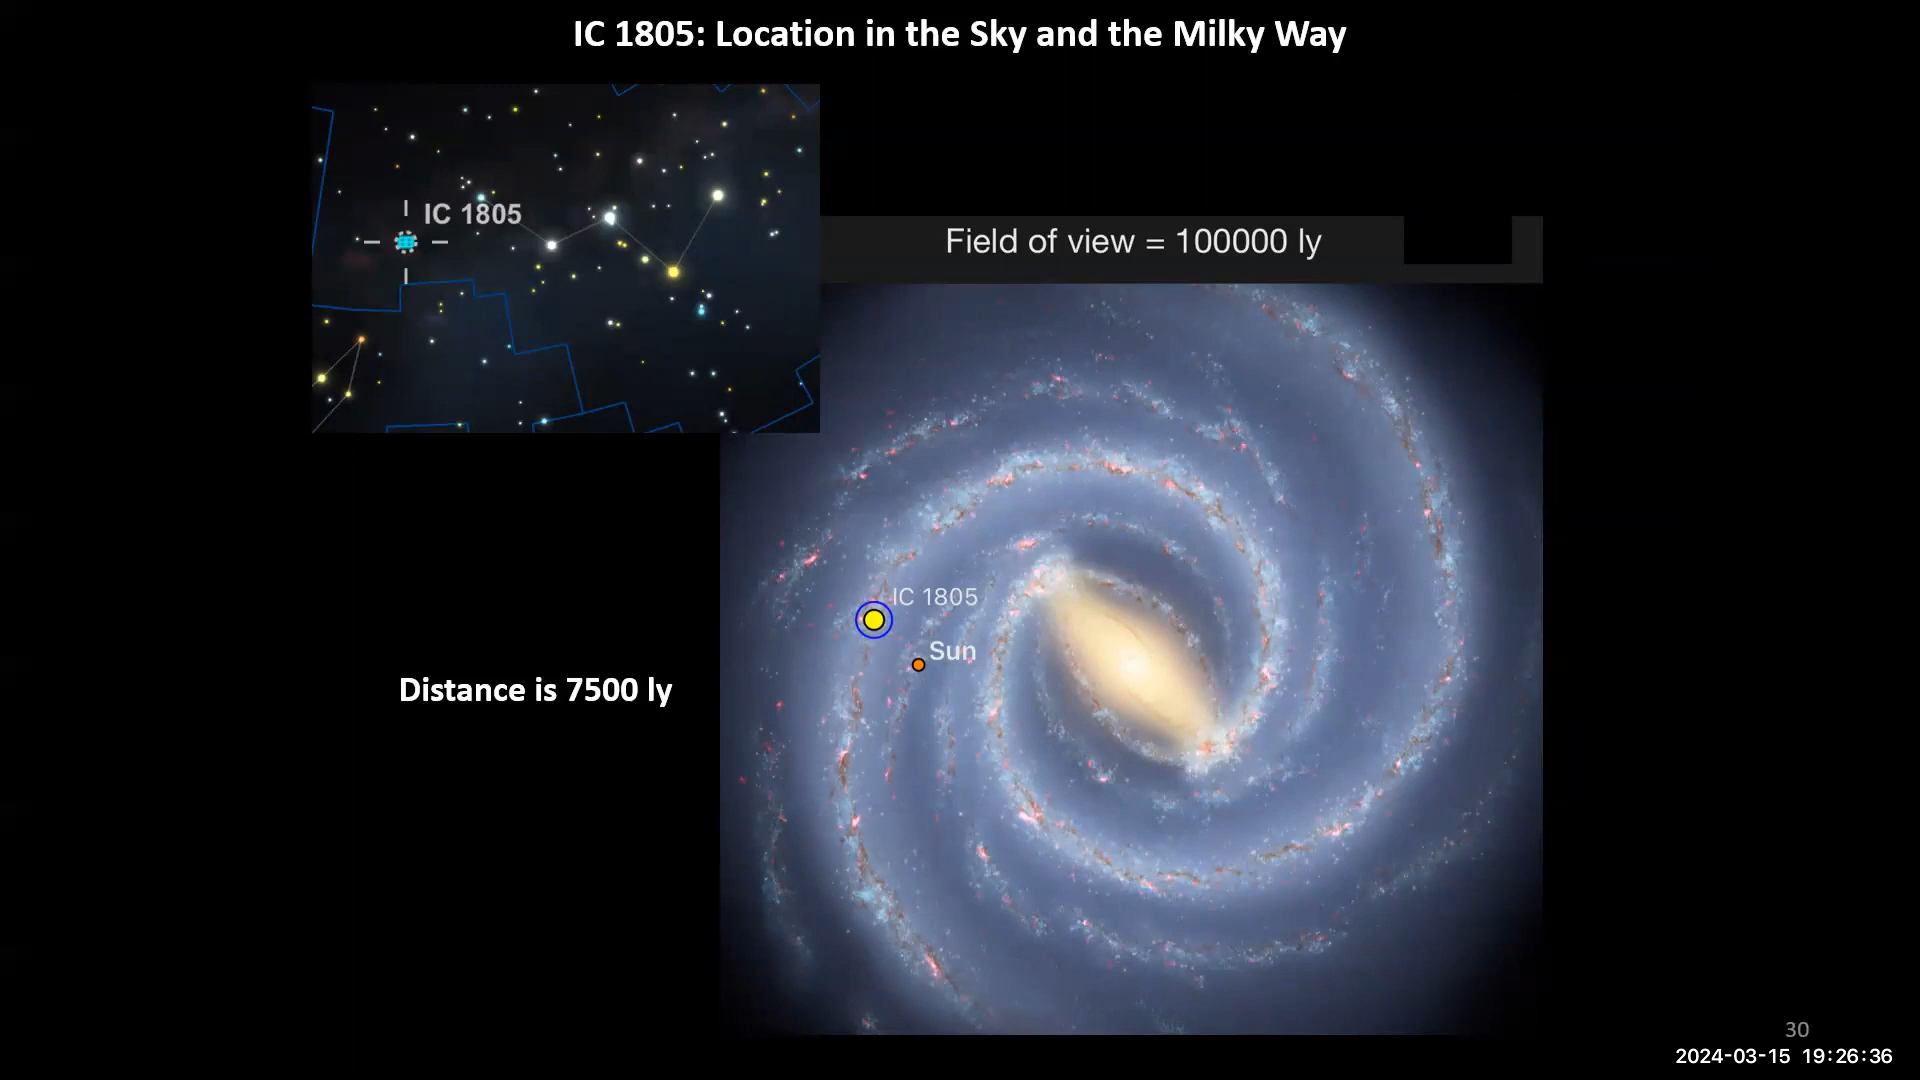 IC 1805: Location in the Sky and the Milky Way
IC 1805
Field of view = 100000 ly
IC 1805
Sun
Distance is 7500 ly
30
2024-03-15 19:26:36